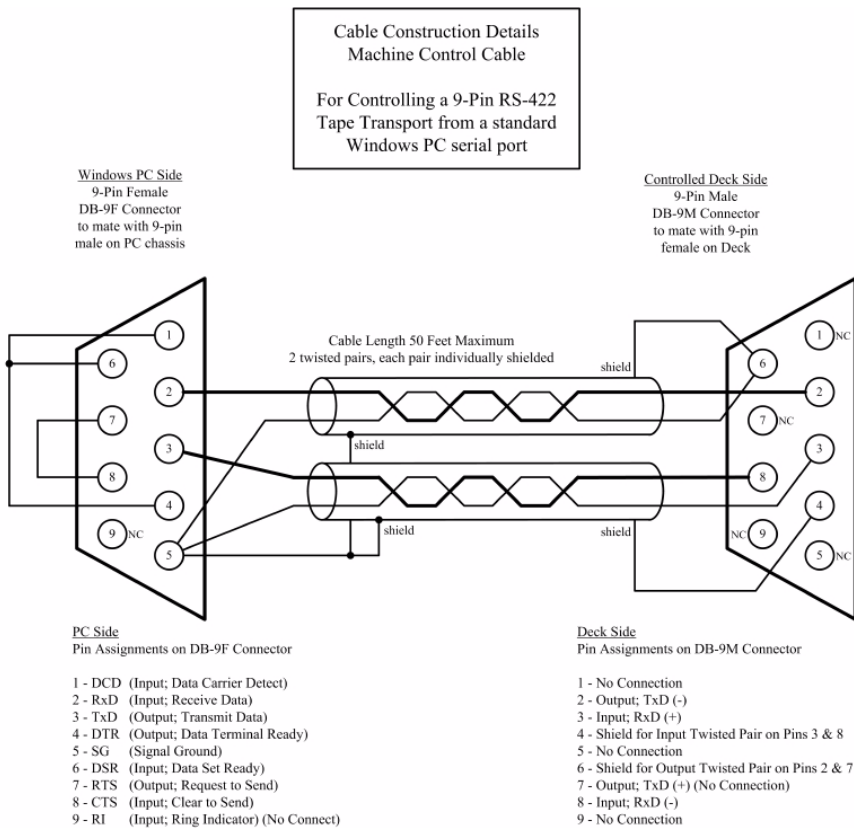 Cable Construction Details
Machine Control Cable
For Controlling a 9-Pin RS-422
Tape Transport from a standard
Windows PC serial port
Windows PC Side
9-Pin Female
DB-9F Connector
to mate with 9-pin
male on PC chassis
Controlled Deck Side
9-Pin Male
DB-9M Connector
to mate with 9-pin
female on Deck
Cable Length 50 Feet Maximum
2 twisted pairs, each pair individually shielded
shield
shield
shield
shield
1
6
2
7
3
8
4
9
NC
5
1
NC
6
2
7
NC
3
8
4
NC
9
5
NC
PC Side
Pin Assignments on DB-9F Connector
1 - DCD (Input; Data Carrier Detect)
2 - RxD (Input; Receive Data)
3 - TxD (Output; Transmit Data)
4 - DTR (Output; Data Terminal Ready)
5 - SG (Signal Ground)
6 - DSR (Input; Data Set Ready)
7 - RTS (Output; Request to Send)
8 - CTS (Input; Clear to Send)
9 - RI (Input; Ring Indicator) (No Connect)
Deck Side
Pin Assignments on DB-9M Connector
1 - No Connection
2 - Output; TxD (-)
3 - Input; RxD (+)
4 - Shield for Input Twisted Pair on Pins 3 & 8
5 - No Connection
6 - Shield for Output Twisted Pair on Pins 2 & 7
7 - Output; TxD (+) (No Connection)
8 - Input; RxD (-)
9 - No Connection